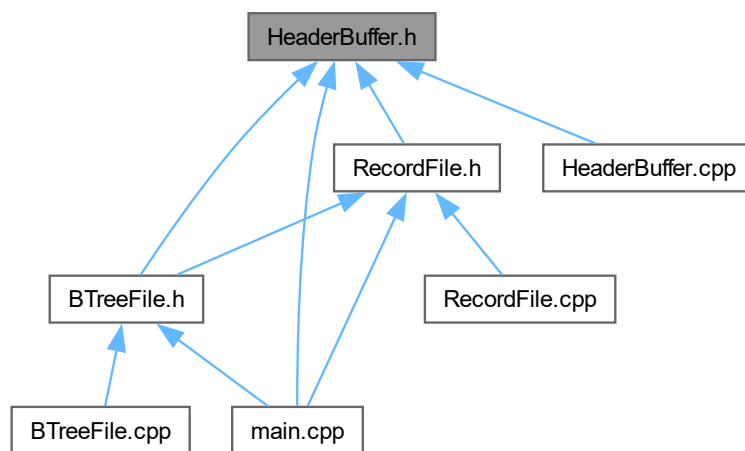 HeaderBuffer.h
RecordFile.h
HeaderBuffer.cpp
BTreeFile.h
RecordFile.cpp
BTreeFile.cpp
main.cpp